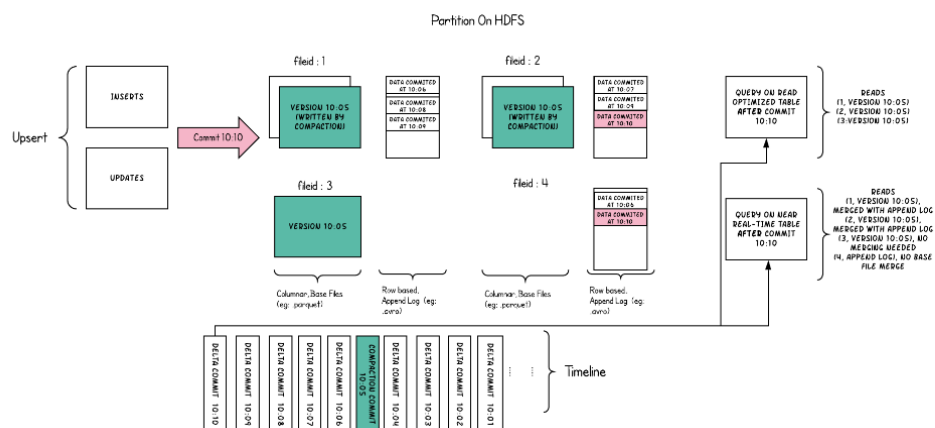 Partition On HDFS
fileid : 1
fileid : 2
INSERTS
UPDATES
Upsert
Commit 10:10
VERSION 10:05
(WRITTEN BY
COMPACTION)
DATA COMMITED
AT 10:06
DATA COMMITED
AT 10:08
DATA COMMITED
AT 10:09
VERSION 10:05
(WRITTEN BY
COMPACTION)
DATA COMMITED
AT 10:07
DATA COMMITED
AT 10:09
DATA COMMITED
AT 10:10
QUERY ON READ
OPTIMIZED TABLE
AFTER COMMIT
10:10
READS
(1, VERSION 10:05)
(2, VERSION 10:05)
(3:VERSION 10:05)
fileid : 3
fileid : 4
VERSION 10:05
DATA COMMITED
AT 10:06
DATA COMMITED
AT 10:10
QUERY ON NEAR
REAL-TIME TABLE
AFTER COMMIT
10:10
READS
(1, VERSION 10:05),
MERGED WITH APPEND LOG
(2, VERSION 10:05),
MERGED WITH APPEND LOG
(3, VERSION 10:05), NO
MERGING NEEDED
(4, APPEND LOG), NO BASE
FILE MERGE
Columnar, Base Files
(eg: .parquet)
Row based,
Append Log (eg:
.avro)
Columnar, Base Files
(eg: .parquet)
Row based,
Append Log (eg:
.avro)
DELTA COMMIT 10:10
DELTA COMMIT 10:09
DELTA COMMIT 10:08
DELTA COMMIT 10:07
DELTA COMMIT 10:06
COMPACTION COMMIT
10:05
DELTA COMMIT 10:04
DELTA COMMIT 10:03
DELTA COMMIT 10:02
DELTA COMMIT 10:01
Timeline